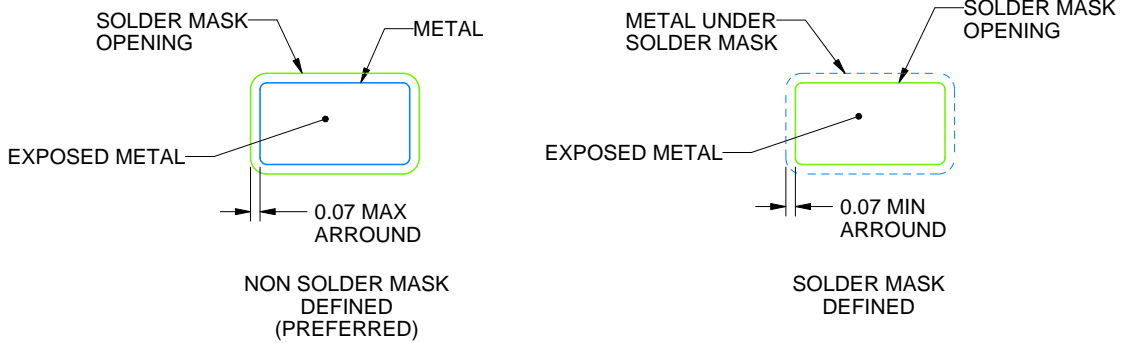 SOLDER MASK
OPENING
METAL
EXPOSED METAL
0.07 MAX
ARROUND
NON SOLDER MASK
DEFINED
(PREFERRED)
METAL UNDER
SOLDER MASK
SOLDER MASK
OPENING
EXPOSED METAL
0.07 MIN
ARROUND
SOLDER MASK
DEFINED